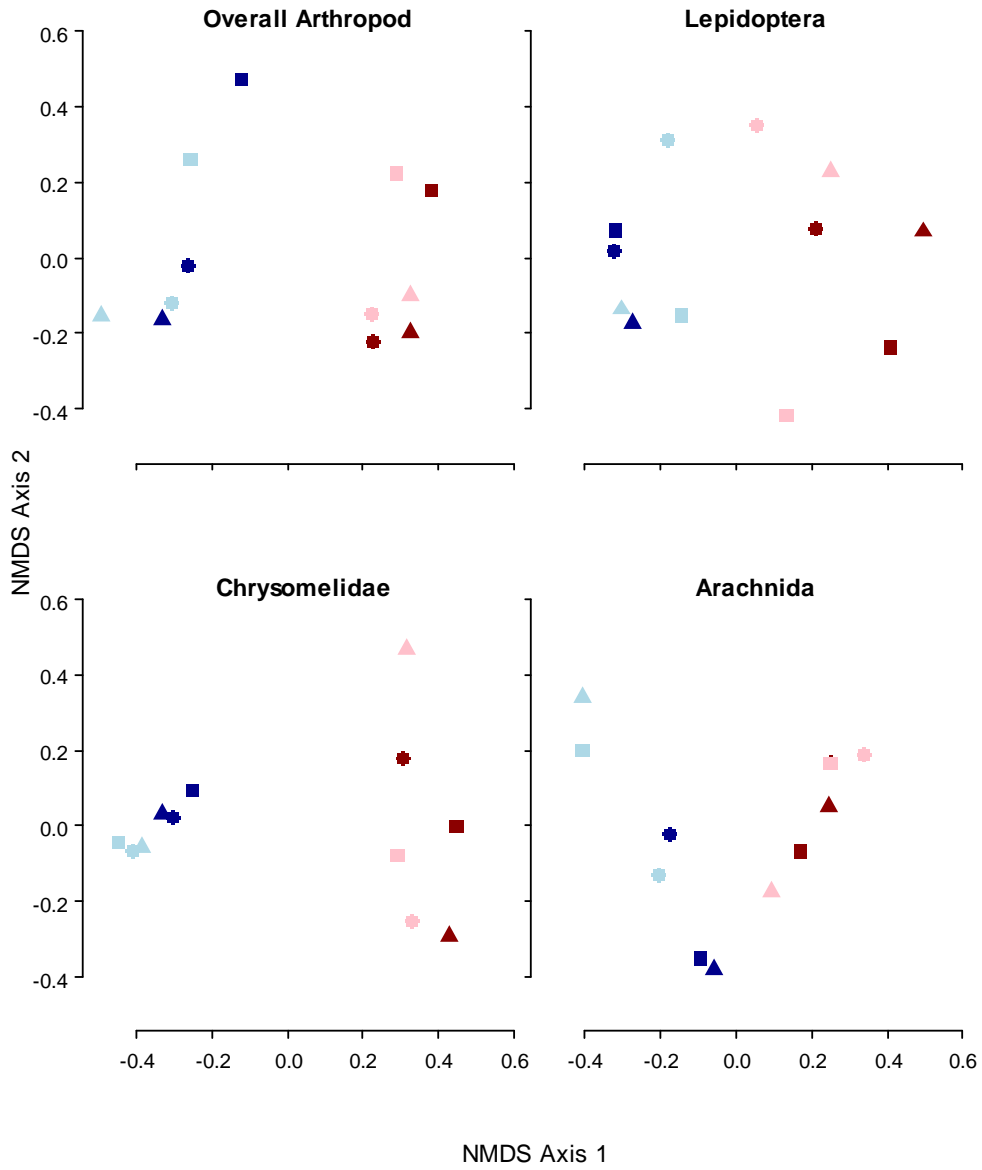 Overall Arthropod Lepidoptera
0.6
0.4
0.2
0.0
-0.2
-0.4
NMDS Axis 2
Chrysomelidae Arachnida
0.6
0.4
0.2
0.0
-0.2
-0.4
-0.4 -0.2 0.0 0.2 0.4 0.6 -0.4 -0.2 0.0 0.2 0.4 0.6
NMDS Axis 1